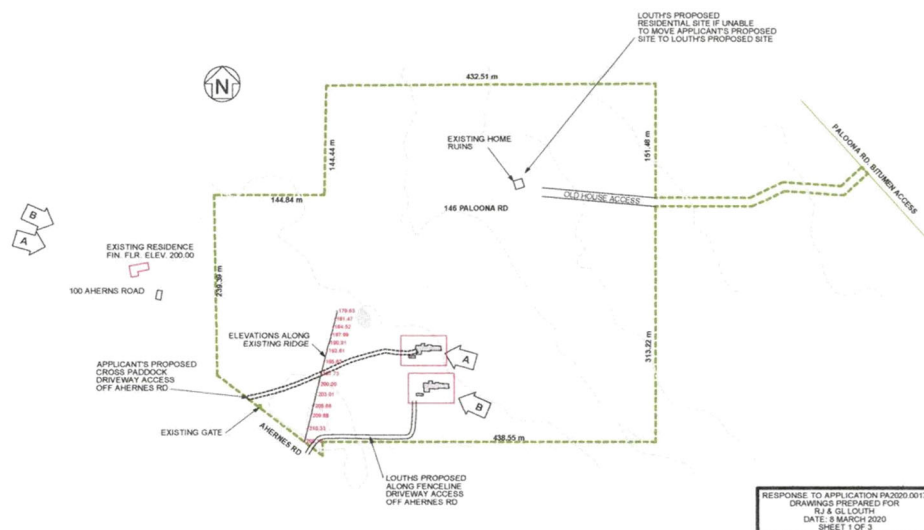 LOUTH'S PROPOSED
RESIDENTIAL SITE IF UNABLE
TO MOVE APPLICANT'S PROPOSED
SITE TO LOUTH'S PROPOSED SITE
N
432.51 m
144.44 m
151.48 m
EXISTING HOME
RUINS
PALOONA RD. BITUMEN ACCESS
OLD HOUSE ACCESS
144.84 m
146 PALOONA RD
B
A
EXISTING RESIDENCE
FIN. FLR. ELEV. 200.00
100 AHERNS ROAD
239.39 m
313.22 m
ELEVATIONS ALONG
EXISTING RIDGE
A
B
APPLICANT'S PROPOSED
CROSS PADDOCK
DRIVEWAY ACCESS
OFF AHERNES RD
EXISTING GATE
AHERNES RD
438.55 m
LOUTHS PROPOSED
ALONG FENCELINE
DRIVEWAY ACCESS
OFF AHERNES RD
RESPONSE TO APPLICATION
DRAWINGS PREPARED FOR
RJ & GL LOUTH
DATE: 8 MARCH 2020
SHEET 1 OF 3